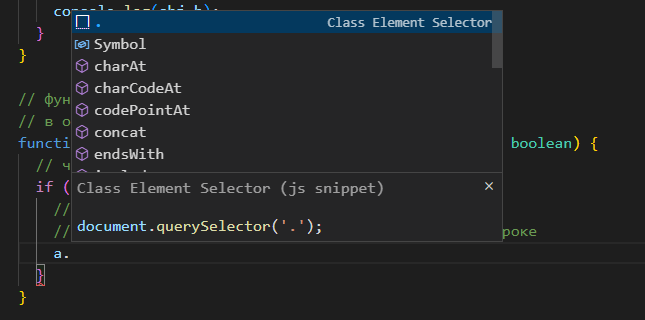 console.log(obj.b);
}
}
// фун
// в о
functi boolean) {
// ч
if (
//
// роке
a.
}
}
. Class Element Selector
Symbol
charAt
charCodeAt
codePointAt
concat
endsWith
Class Element Selector (js snippet) ×
document.querySelector('.');